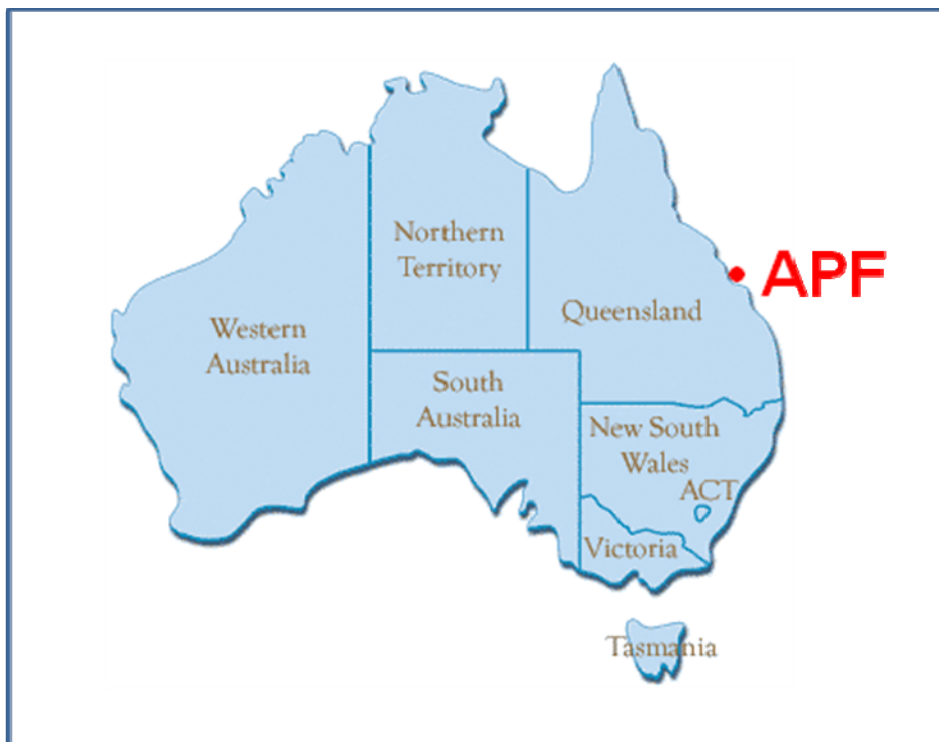 Northern
Territory
APF
Queensland
Western
Australia
South
Australia
New South
Wales
ACT
Victoria
Tasmania